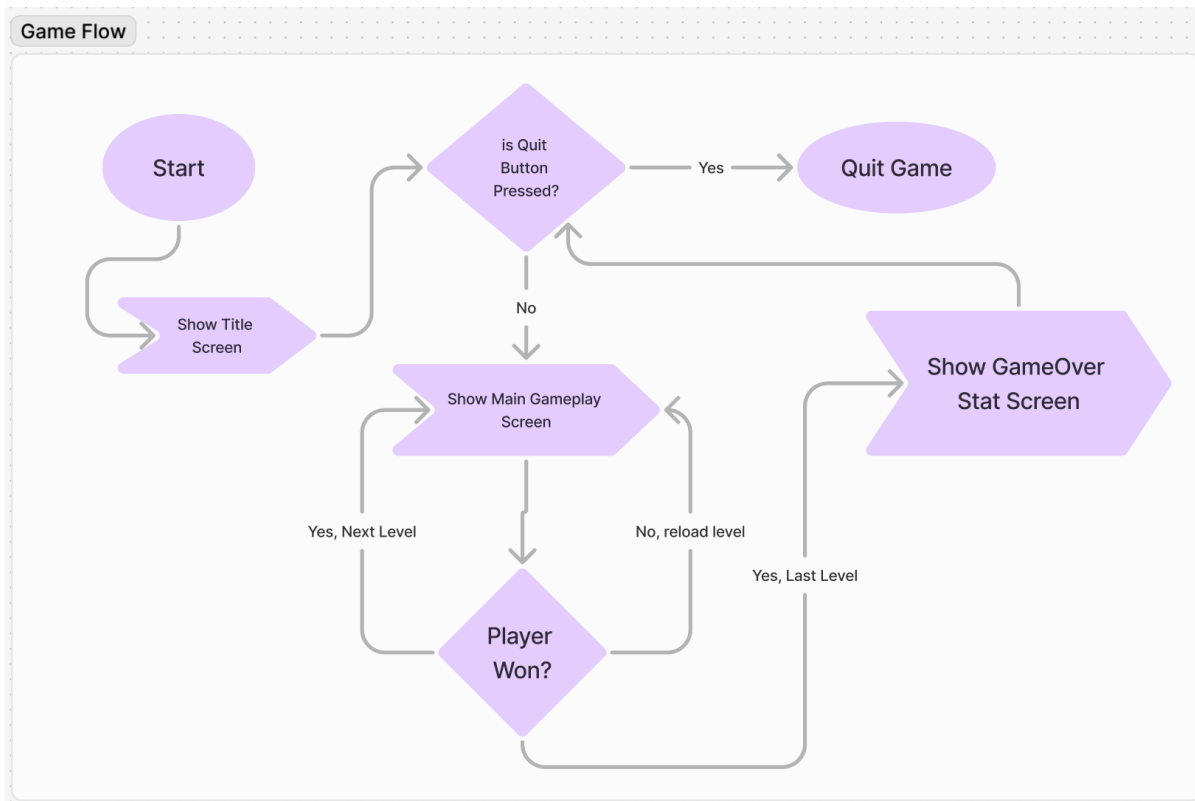 Game Flow
Start
is Quit
Button
Pressed?
Yes
Quit Game
No
Show Title
Screen
Show Main Gameplay
Screen
Show GameOver
Stat Screen
Yes, Next Level
No, reload level
Yes, Last Level
Player
Won?